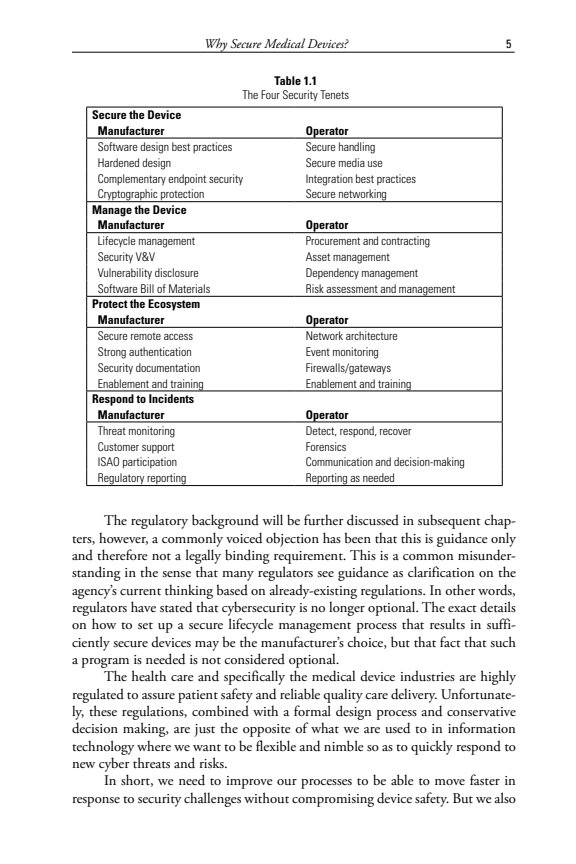 Why Secure Medical Devices? 5
Table 1.1
The Four Security Tenets
Secure the Device
Manufacturer Operator
Software design best practices Secure handling
Hardened design Secure media use
Complementary endpoint security Integration best practices
Cryptographic protection Secure networking
Manage the Device
Manufacturer Operator
Lifecycle management Procurement and contracting
Security V&V Asset management
Vulnerability disclosure Dependency management
Software Bill of Materials Risk assessment and management
Protect the Ecosystem
Manufacturer Operator
Secure remote access Network architecture
Strong authentication Event monitoring
Security documentation Firewalls/gateways
Enablement and training Enablement and training
Respond to Incidents
Manufacturer Operator
Threat monitoring Detect, respond, recover
Customer support Forensics
ISAO participation Communication and decision-making
Regulatory reporting Reporting as needed
The regulatory background will be further discussed in subsequent chap-
ters, however, a commonly voiced objection has been that this is guidance only
and therefore not a legally binding requirement. This is a common misunder-
standing in the sense that many regulators see guidance as clarification on the
agency's current thinking based on already-existing regulations. In other words,
regulators have stated that cybersecurity is no longer optional. The exact details
on how to set up a secure lifecycle management process that results in suffi-
ciently secure devices may be the manufacturer's choice, but that fact that such
a program is needed is not considered optional.
The health care and specifically the medical device industries are highly
regulated to assure patient safety and reliable quality care delivery. Unfortunate-
ly, these regulations, combined with a formal design process and conservative
decision making, are just the opposite of what we are used to in information
technology where we want to be flexible and nimble so as to quickly respond to
new cyber threats and risks.
In short, we need to improve our processes to be able to move faster in
response to security challenges without compromising device safety. But we also